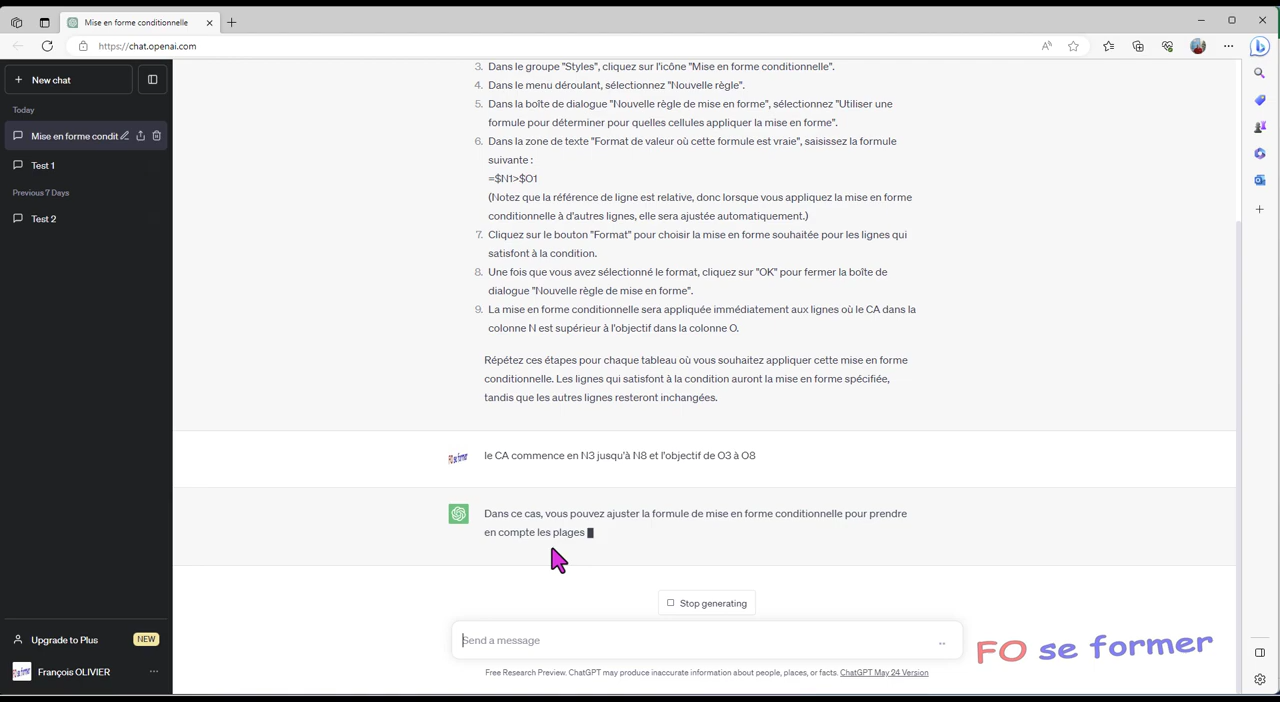 Mise en forme conditionnelle
https://chat.openai.com
New chat
Today
Mise en forme condit
Test 1
Previous 7 Days
Test 2
3. Dans le groupe "Styles", cliquez sur l'icône "Mise en forme conditionnelle".
4. Dans le menu déroulant, sélectionnez "Nouvelle règle".
5. Dans la boîte de dialogue "Nouvelle règle de mise en forme", sélectionnez "Utiliser une
formule pour déterminer pour quelles cellules appliquer la mise en forme".
6. Dans la zone de texte "Format de valeur où cette formule est vraie", saisissez la formule
suivante :
=$N1>$O1
(Notez que la référence de ligne est relative, donc lorsque vous appliquez la mise en forme
conditionnelle à d'autres lignes, elle sera ajustée automatiquement.)
7. Cliquez sur le bouton "Format" pour choisir la mise en forme souhaitée pour les lignes qui
satisfont à la condition.
8. Une fois que vous avez sélectionné le format, cliquez sur "OK" pour fermer la boîte de
dialogue "Nouvelle règle de mise en forme".
9. La mise en forme conditionnelle sera appliquée immédiatement aux lignes où le CA dans la
colonne N est supérieur à l'objectif dans la colonne O.
Répétez ces étapes pour chaque tableau où vous souhaitez appliquer cette mise en forme
conditionnelle. Les lignes qui satisfont à la condition auront la mise en forme spécifiée,
tandis que les autres lignes resteront inchangées.
le CA commence en N3 jusqu'à N8 et l'objectif de O3 à O8
Dans ce cas, vous pouvez ajuster la formule de mise en forme conditionnelle pour prendre
en compte les plages
Stop generating
Send a message
Free Research Preview. ChatGPT may produce inaccurate information about people, places, or facts. ChatGPT May 24 Version
Upgrade to Plus NEW
François OLIVIER
FO se former